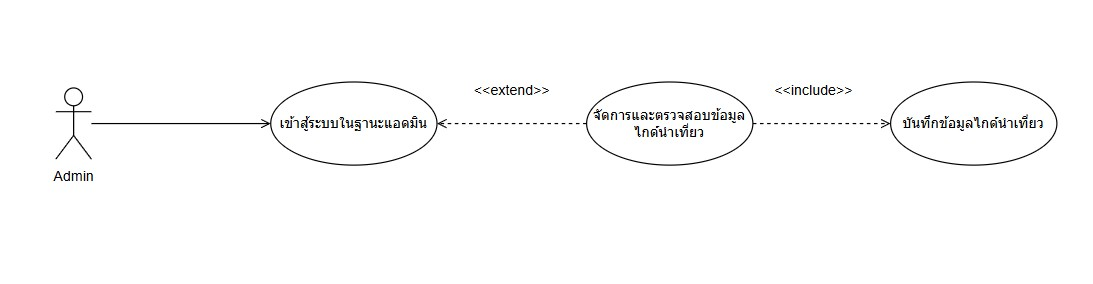 <<extend>>
<<include>>
เข้าสู่ระบบในฐานะแอดมิน
จัดการและตรวจสอบข้อมูล
ไกด์นำเที่ยว
บันทึกข้อมูลไกด์นำเที่ยว
Admin